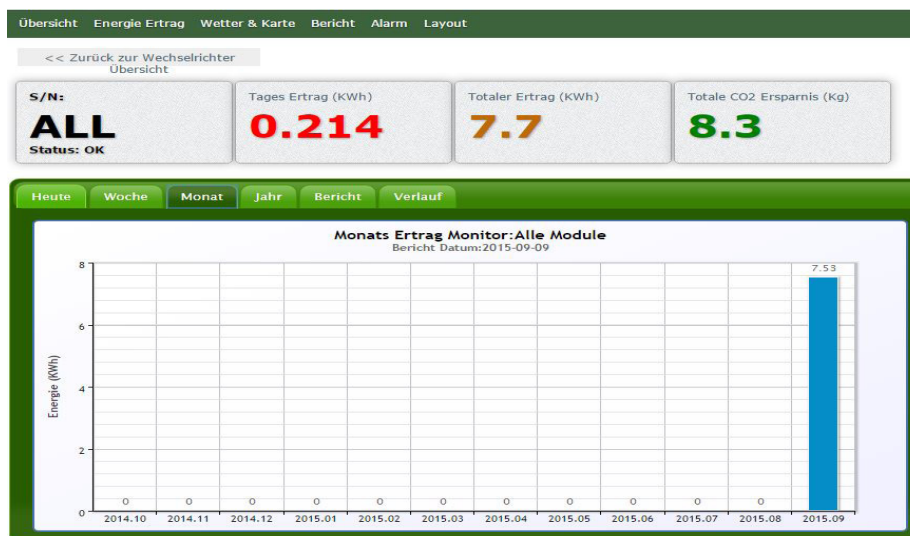 Übersicht Energie Ertrag Wetter & Karte Bericht Alarm Layout
<< Zurück zur Wechselrichter
Übersicht
S/N: Tages Ertrag (KWh) Totaler Ertrag (KWh) Totale CO2 Ersparnis (Kg)
ALL 0.214 7.7 8.3
Status: OK
Heute Woche Monat Jahr Bericht Verlauf
Monats Ertrag Monitor:Alle Module
Bericht Datum:2015-09-09
8
7.53
6
Energie (KWh)
4
2
0 0 0 0 0 0 0 0 0 0 0
0
2014.10 2014.11 2014.12 2015.01 2015.02 2015.03 2015.04 2015.05 2015.06 2015.07 2015.08 2015.09